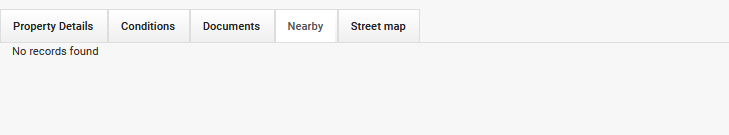 Property Details Conditions Documents Nearby Street map
No records found